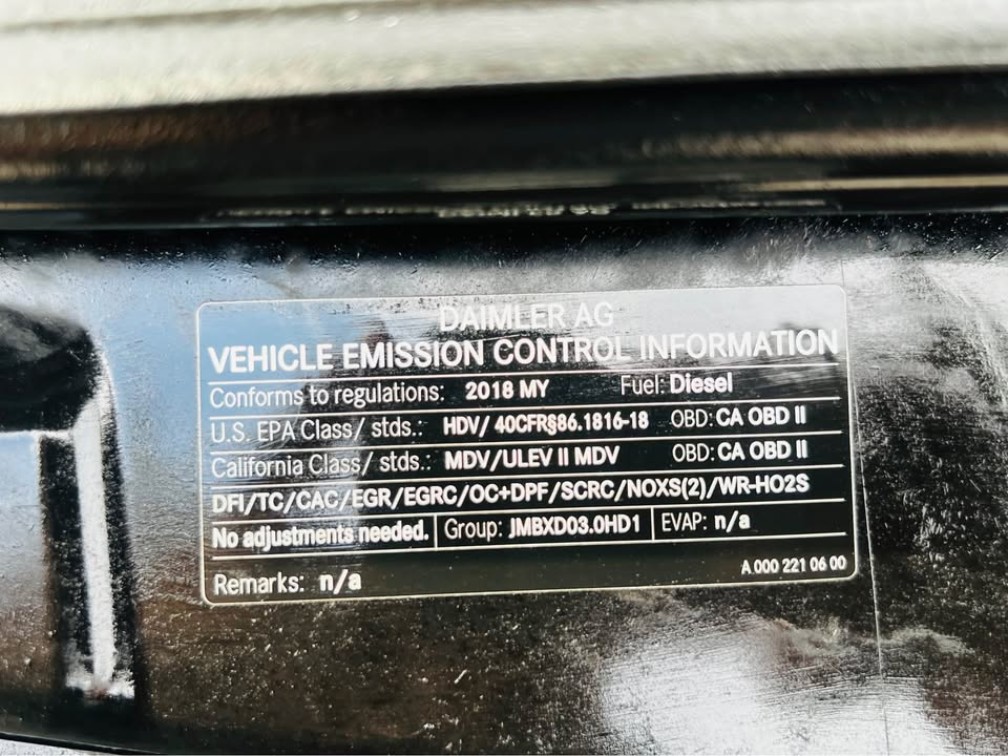 DAIMLER AG
VEHICLE EMISSION CONTROL INFORMATION
Conforms to regulations: 2018 MY Fuel: Diesel
U.S. EPA Class/ stds.: HDV/ 40CFR§86.1816-18 OBD: CA OBD II
California Class/ stds.: MDV/ULEV II MDV OBD: CA OBD II
DFI/TC/CAC/EGR/EGRC/OC+DPF/SCRC/NOXS(2)/WR-HO2S
No adjustments needed. Group: JMBXD03.0HD1 EVAP: n/a
Remarks: n/a A 000 221 06 00